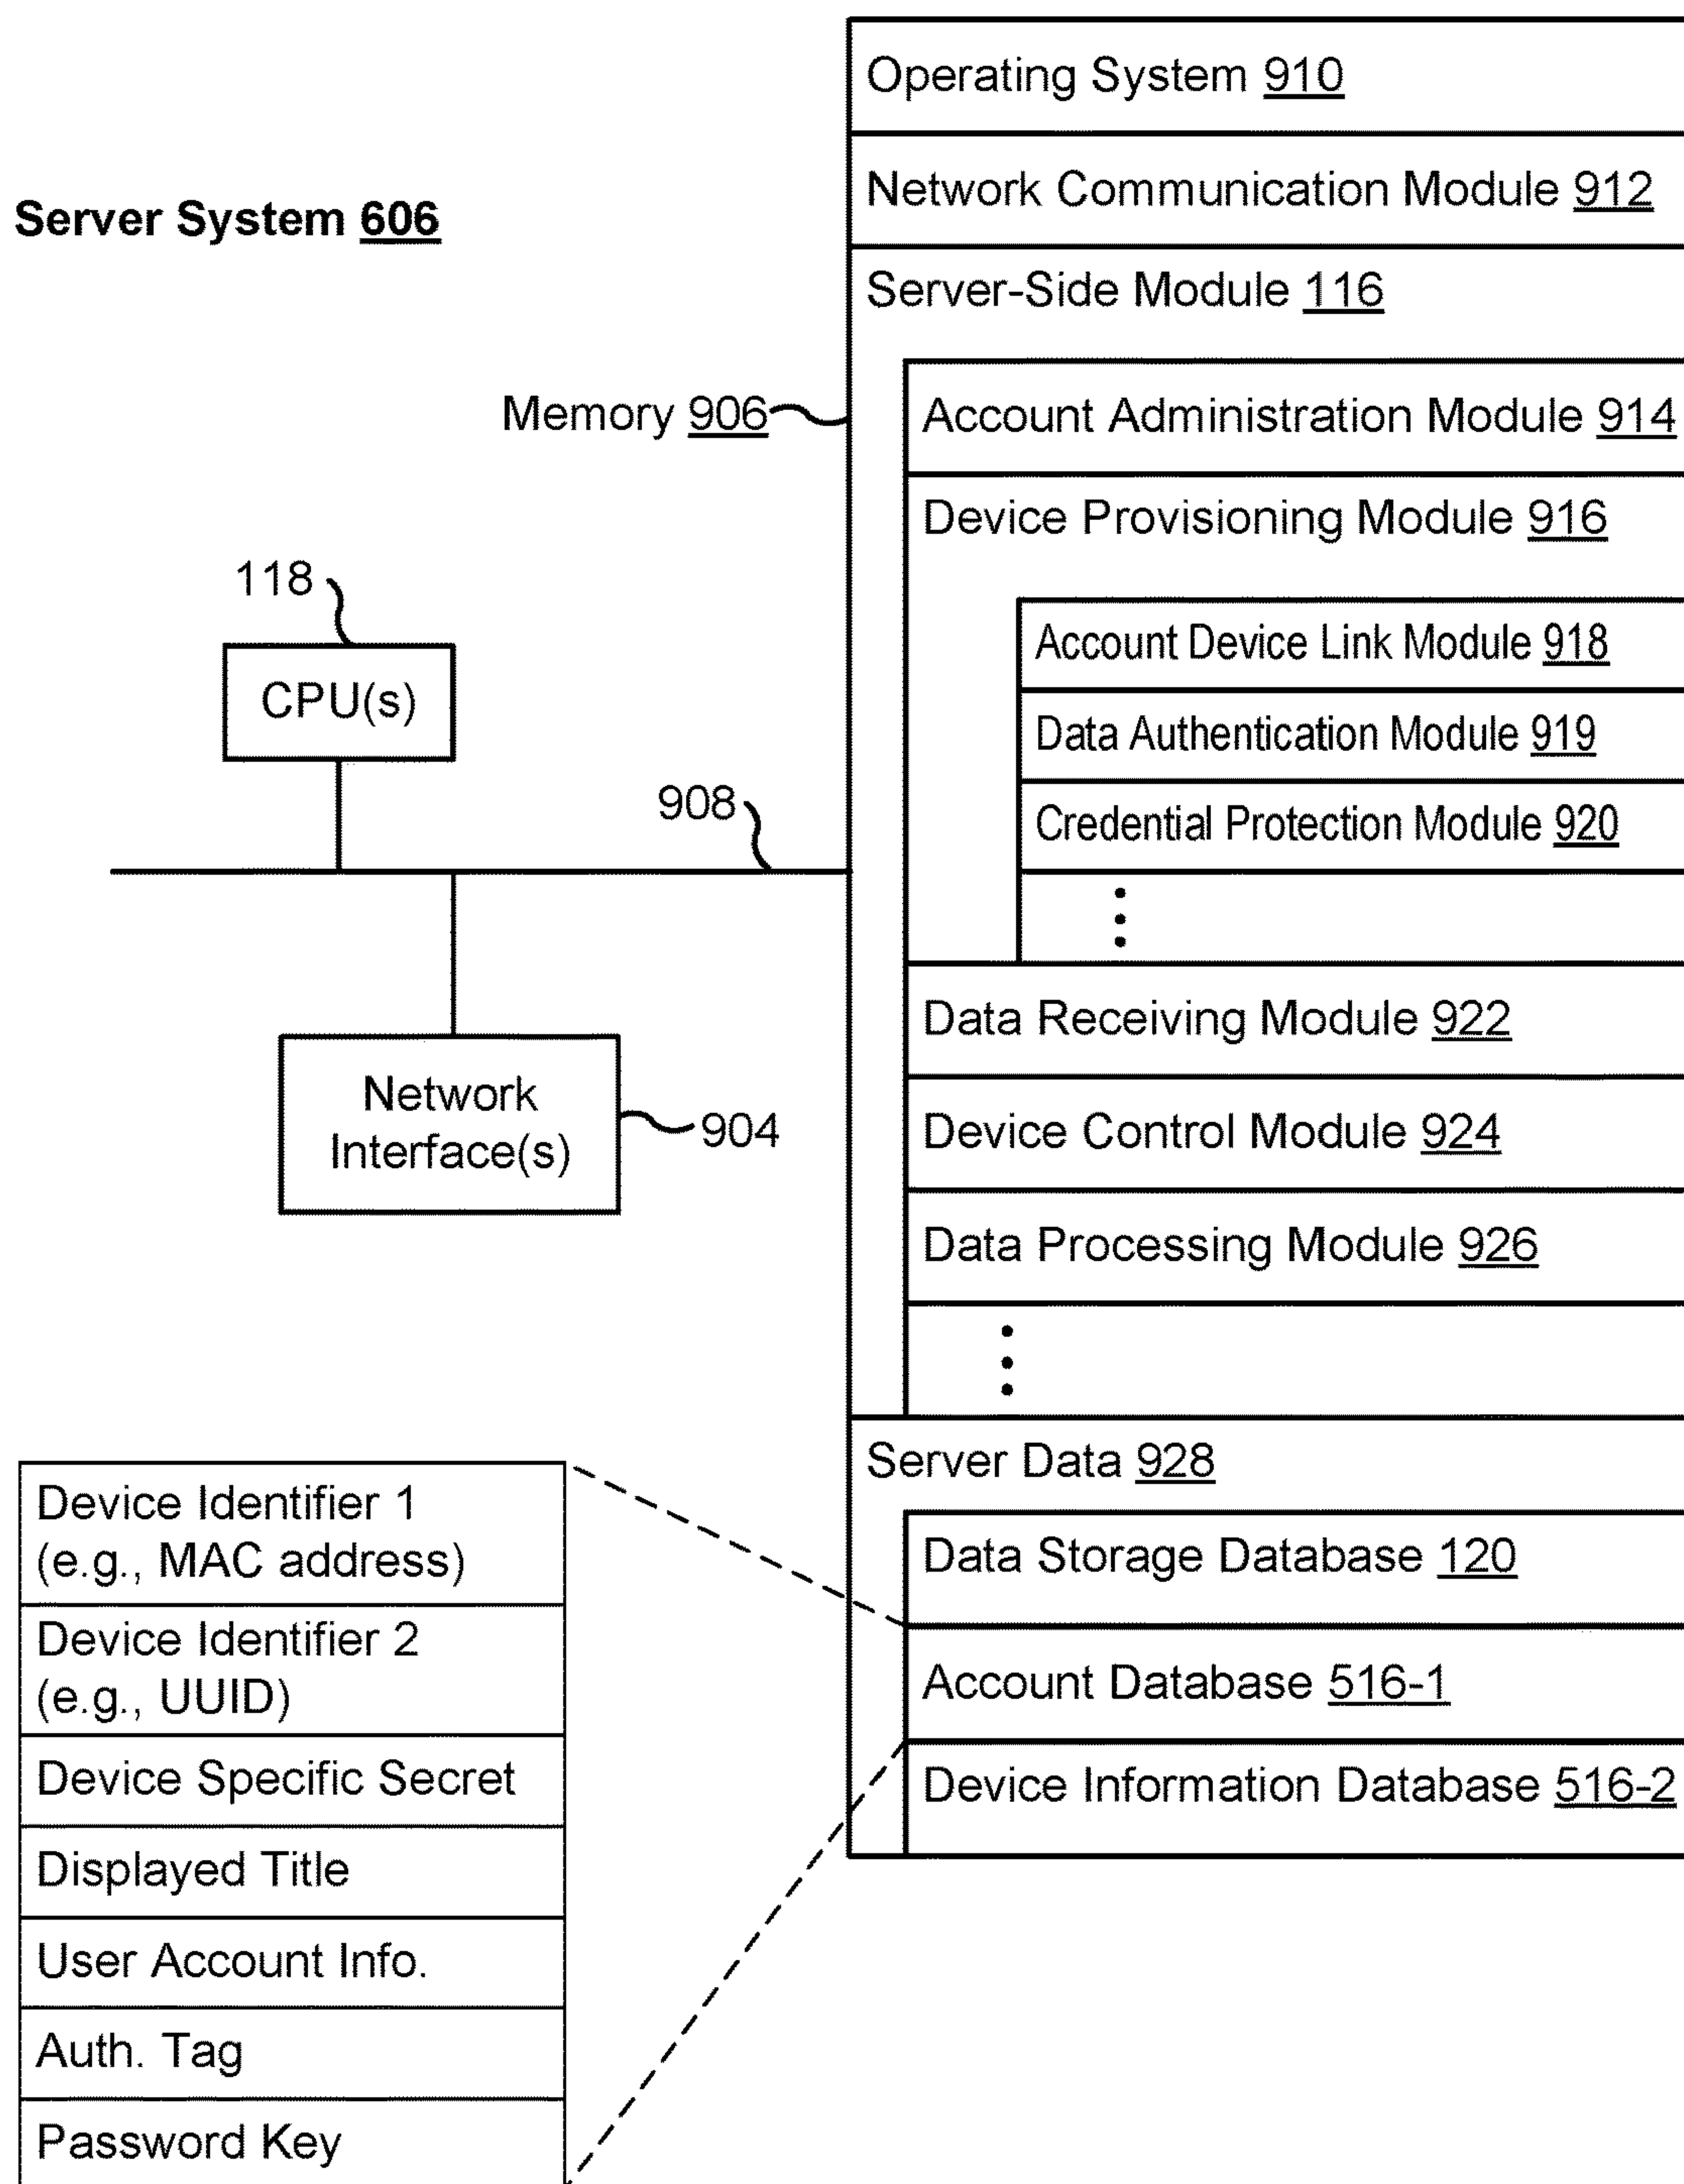 Server System 606
Operating System 910
Network Communication Module 912
Server-Side Module 116
Memory 906
Account Administration Module 914
Device Provisioning Module 916
Account Device Link Module 918
Data Authentication Module 919
Credential Protection Module 920
Data Receiving Module 922
Device Control Module 924
Data Processing Module 926
118
CPU(s)
908
Network
Interface(s)
904
Server Data 928
Data Storage Database 120
Account Database 516-1
Device Information Database 516-2
Device Identifier 1
(e.g., MAC address)
Device Identifier 2
(e.g., UUID)
Device Specific Secret
Displayed Title
User Account Info.
Auth. Tag
Password Key